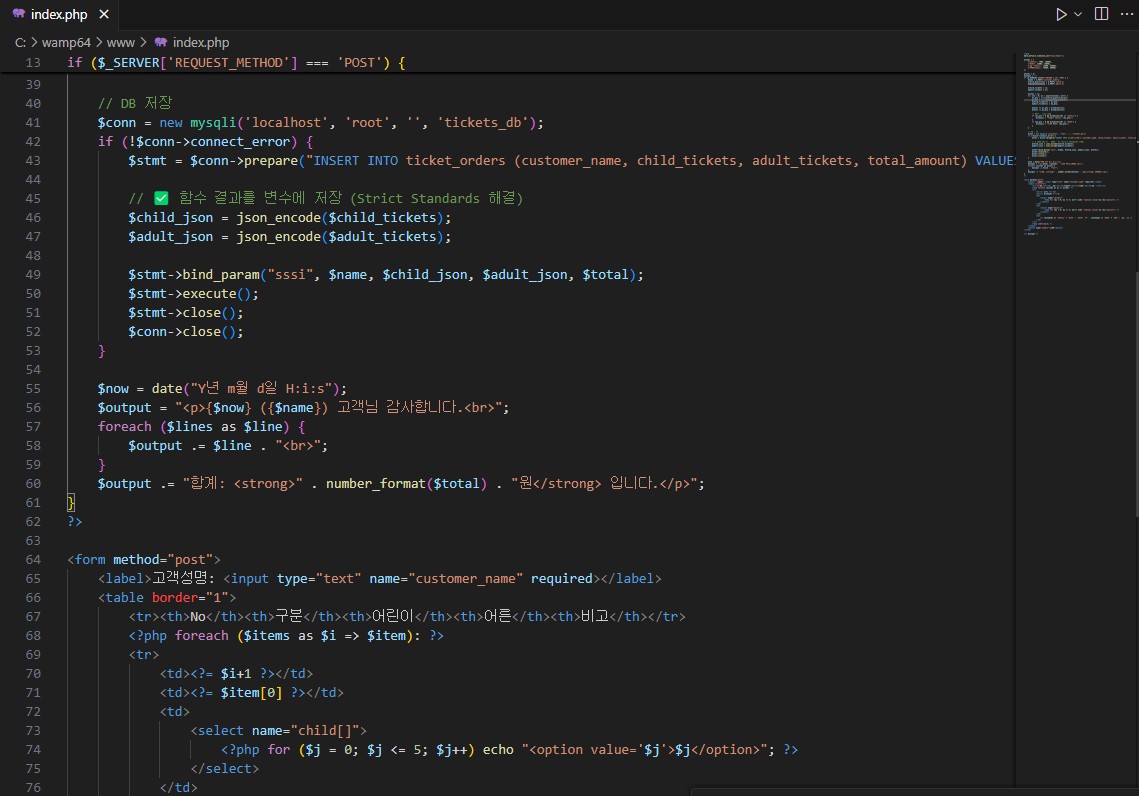 index.php
C: > wamp64 > www > index.php
13 if ($_SERVER['REQUEST_METHOD'] === 'POST') {
39
40 // DB 저장
41 $conn = new mysqli('localhost', 'root', '', 'tickets_db');
42 if (!$conn->connect_error) {
43 $stmt = $conn->prepare("INSERT INTO ticket_orders (customer_name, child_tickets, adult_tickets, total_amount) VALUES
44
45 // ✅ 함수 결과를 변수에 저장 (Strict Standards 해결)
46 $child_json = json_encode($child_tickets);
47 $adult_json = json_encode($adult_tickets);
48
49 $stmt->bind_param("sssi", $name, $child_json, $adult_json, $total);
50 $stmt->execute();
51 $stmt->close();
52 $conn->close();
53 }
54
55 $now = date("Y년 m월 d일 H:i:s");
56 $output = "<p>{$now} ({$name}) 고객님 감사합니다.<br>";
57 foreach ($lines as $line) {
58 $output .= $line . "<br>";
59 }
60 $output .= "합계: <strong>" . number_format($total) . "원</strong> 입니다.</p>";
61 }
62 ?>
63
64 <form method="post">
65 <label>고객성명: <input type="text" name="customer_name" required></label>
66 <table border="1">
67 <tr><th>No</th><th>구분</th><th>어린이</th><th>어른</th><th>비고</th></tr>
68 <?php foreach ($items as $i => $item): ?>
69 <tr>
70 <td><?= $i+1 ?></td>
71 <td><?= $item[0] ?></td>
72 <td>
73 <select name="child[]">
74 <?php for ($j = 0; $j <= 5; $j++) echo "<option value='$j'>$j</option>"; ?>
75 </select>
76 </td>